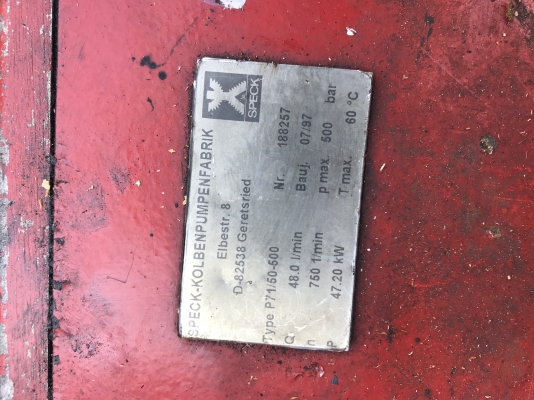 SPECK
SPECK-KOLBENPUMPENFABRIK
Elbestr. 8
D-82538 Geretsried
Type P71/50-500 Nr. 188257
Q 48.0 l/min Bauj. 07/97
n 750 1/min p max. 500 bar
P 47.20 kW T max. 60 °C